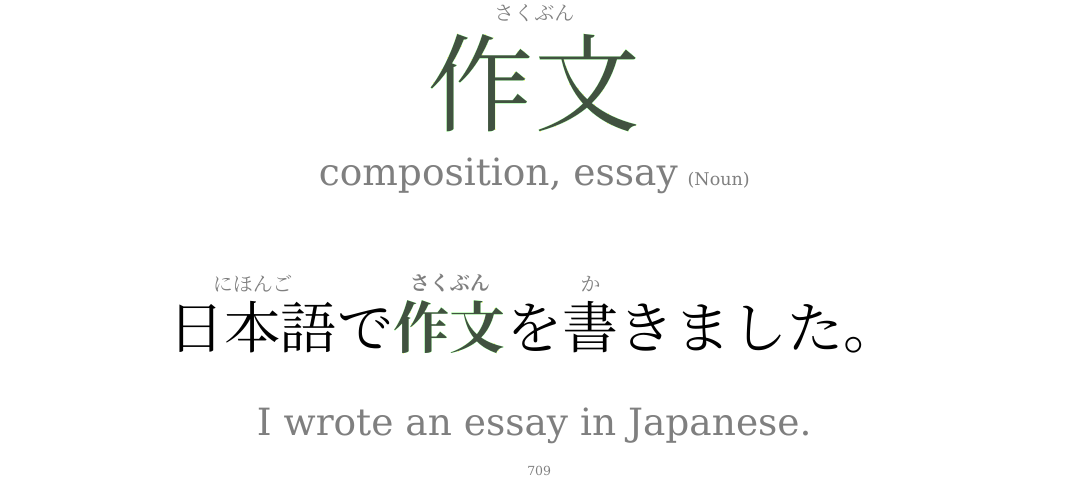 さくぶん
作文
composition, essay (Noun)
にほんご さくぶん か
日本語で作文を書きました。
I wrote an essay in Japanese.
709